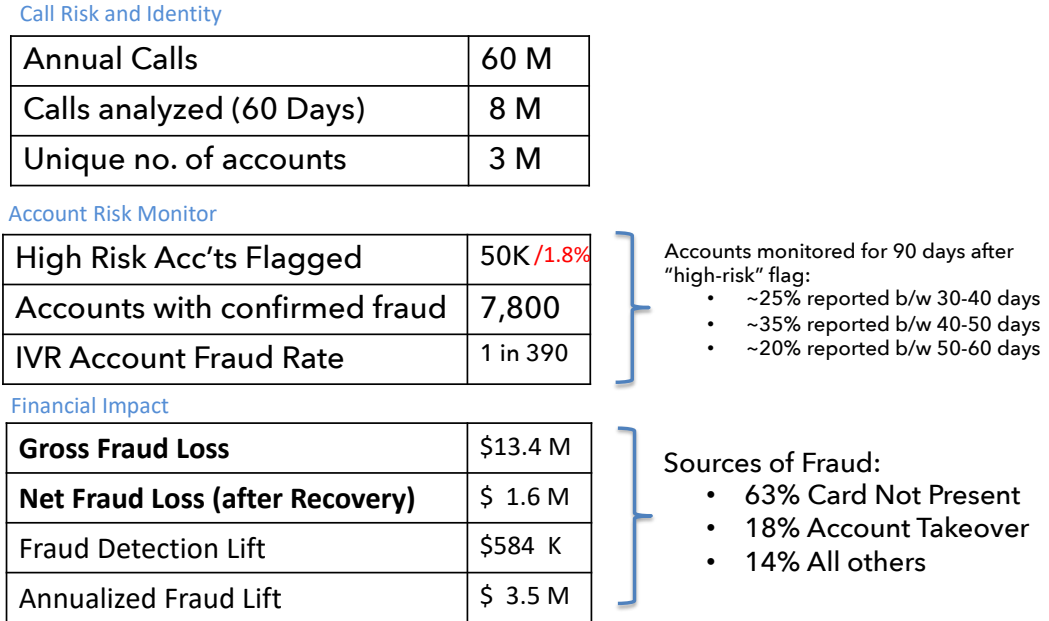 Call Risk and Identity
Annual Calls 60 M
Calls analyzed (60 Days) 8 M
Unique no. of accounts 3 M
Account Risk Monitor
High Risk Acc’ts Flagged 50K /1.8%
Accounts with confirmed fraud 7,800
IVR Account Fraud Rate 1 in 390
Accounts monitored for 90 days after
“high-risk” flag:
• ~25% reported b/w 30-40 days
• ~35% reported b/w 40-50 days
• ~20% reported b/w 50-60 days
Financial Impact
Gross Fraud Loss $13.4 M
Net Fraud Loss (after Recovery) $ 1.6 M
Fraud Detection Lift $584 K
Annualized Fraud Lift $ 3.5 M
Sources of Fraud:
• 63% Card Not Present
• 18% Account Takeover
• 14% All others